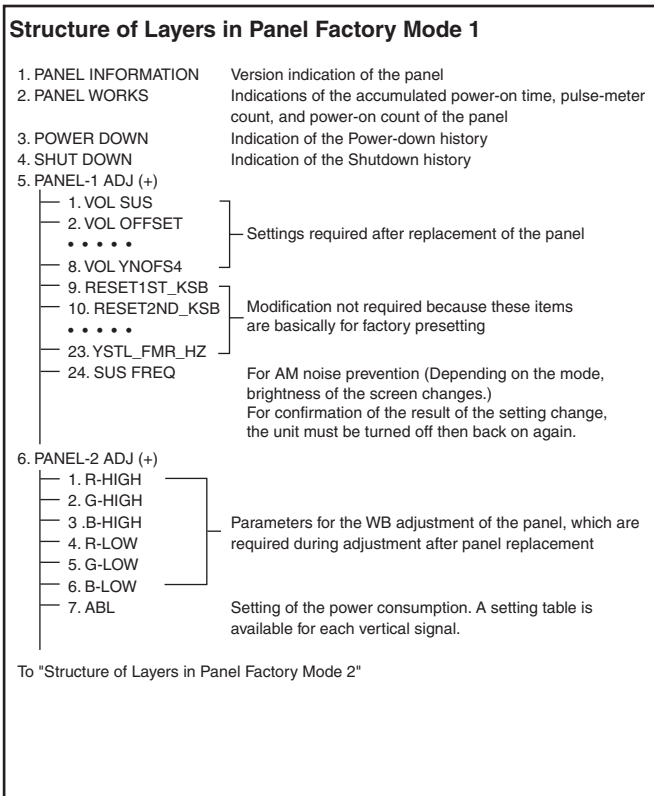 Structure of Layers in Panel Factory Mode 1
1. PANEL INFORMATION Version indication of the panel
2. PANEL WORKS Indications of the accumulated power-on time, pulse-meter
count, and power-on count of the panel
3. POWER DOWN Indication of the Power-down history
4. SHUT DOWN Indication of the Shutdown history
5. PANEL-1 ADJ (+)
1. VOL SUS
2. VOL OFFSET
• • • • •
8. VOL YNOFS4
Settings required after replacement of the panel
9. RESET1ST_KSB
10. RESET2ND_KSB
• • • • •
23. YSTL_FMR_HZ
Modification not required because these items
are basically for factory presetting
24. SUS FREQ For AM noise prevention (Depending on the mode,
brightness of the screen changes.)
For confirmation of the result of the setting change,
the unit must be turned off then back on again.
6. PANEL-2 ADJ (+)
1. R-HIGH
2. G-HIGH
3 .B-HIGH
4. R-LOW
5. G-LOW
6. B-LOW
Parameters for the WB adjustment of the panel, which are
required during adjustment after panel replacement
7. ABL Setting of the power consumption. A setting table is
available for each vertical signal.
To "Structure of Layers in Panel Factory Mode 2"